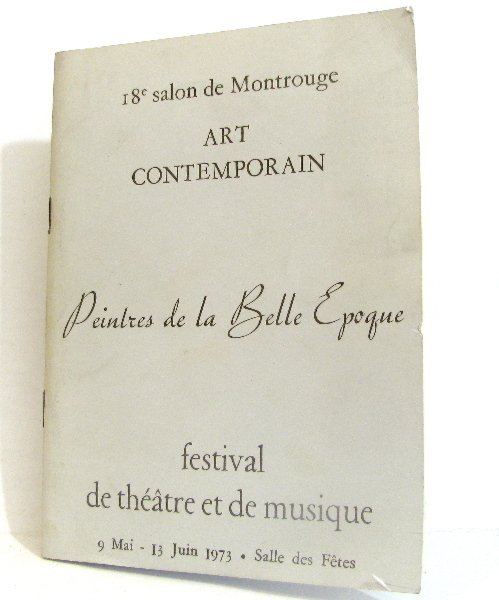 18e salon de Montrouge
ART
CONTEMPORAIN
Peintres de la Belle Epoque
festival
de théâtre et de musique
9 Mai - 13 Juin 1973 • Salle des Fêtes